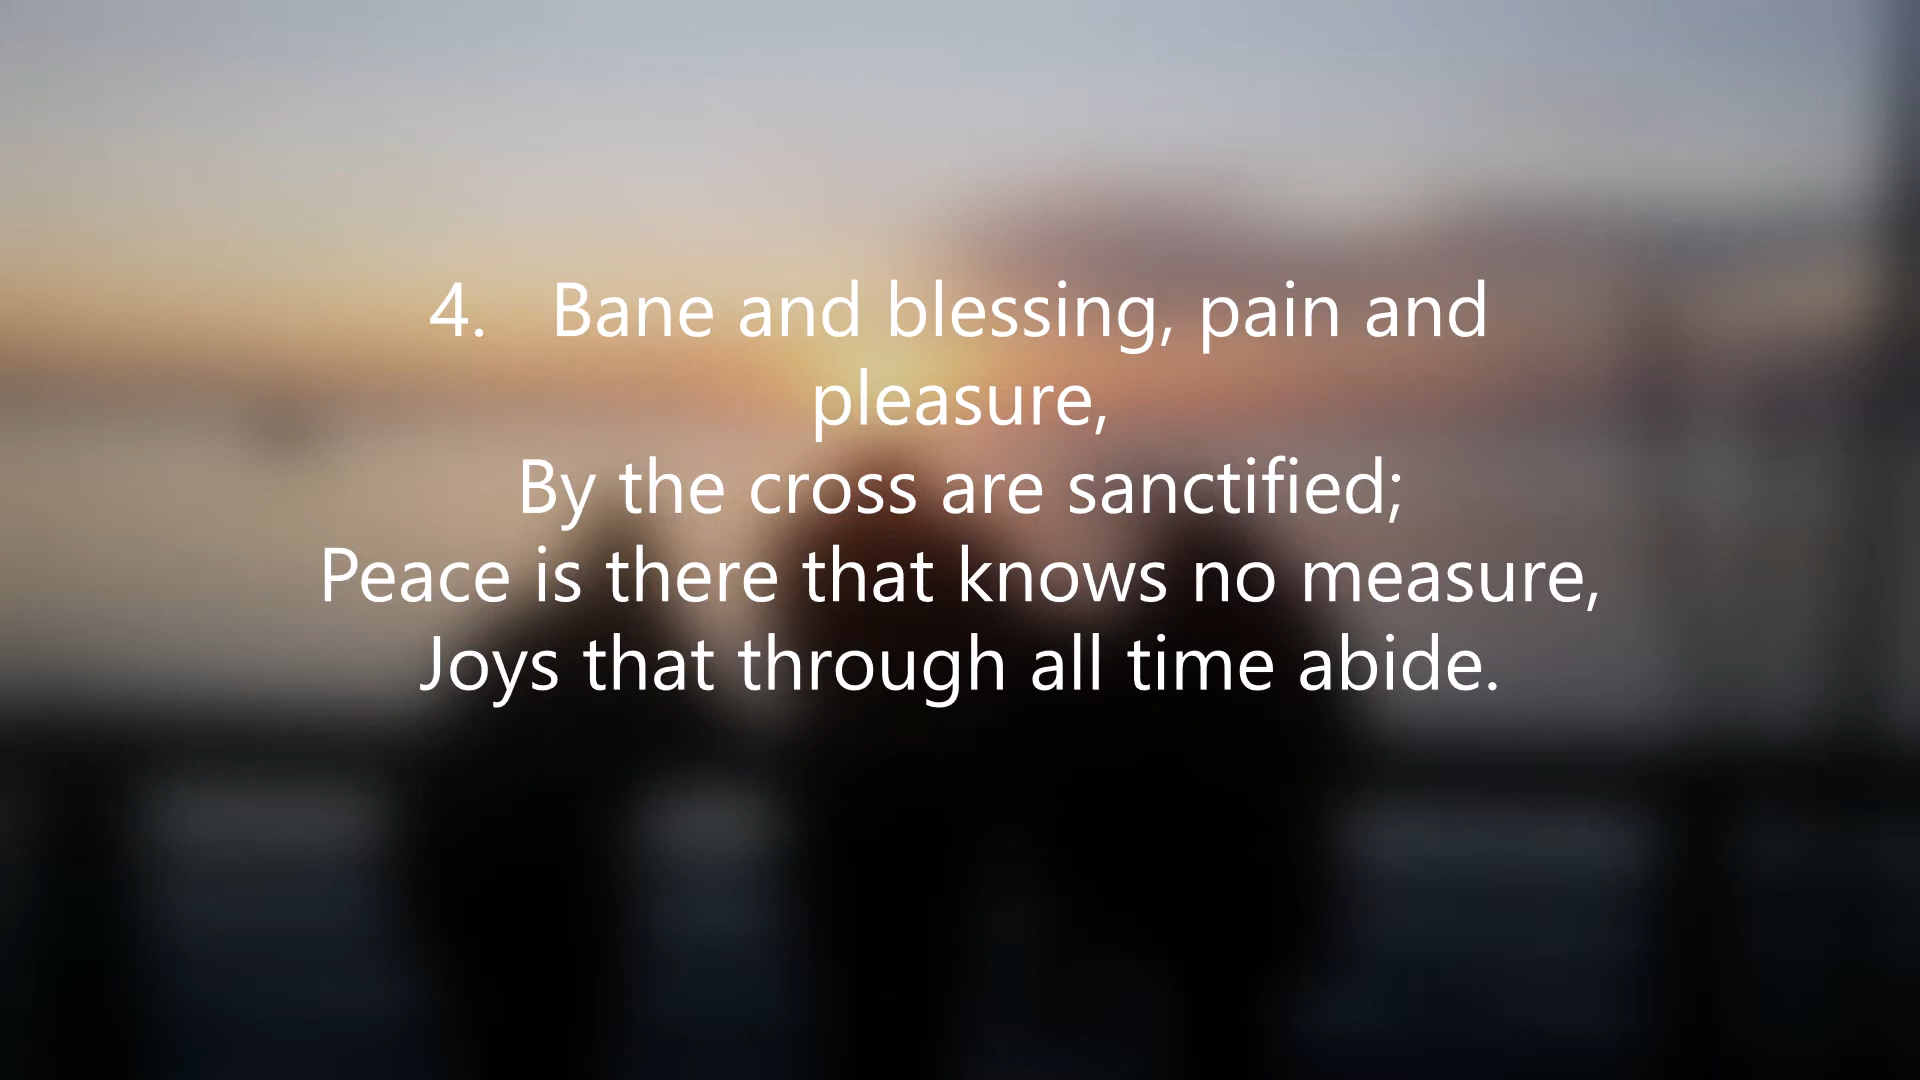 4. Bane and blessing, pain and
pleasure,
By the cross are sanctified;
Peace is there that knows no measure,
Joys that through all time abide.